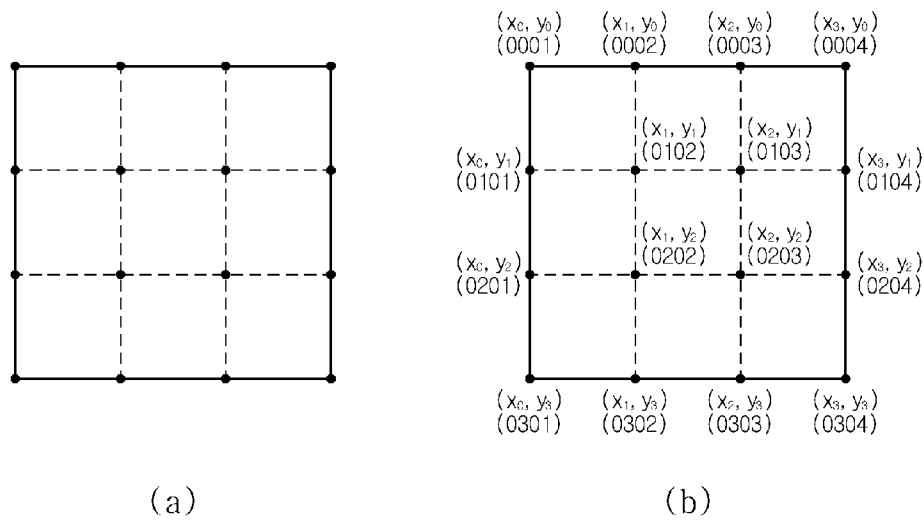 (x₀, y₀) (x₁, y₀) (x₂, y₀) (x₃, y₀)
(0001) (0002) (0003) (0004)
(x₁, y₁) (x₂, y₁)
(0102) (0103)
(x₀, y₁) (x₃, y₁)
(0101) (0104)
(x₁, y₂) (x₂, y₂)
(0202) (0203)
(x₀, y₂) (x₃, y₂)
(0201) (0204)
(x₀, y₃) (x₁, y₃) (x₂, y₃) (x₃, y₃)
(0301) (0302) (0303) (0304)
(a) (b)